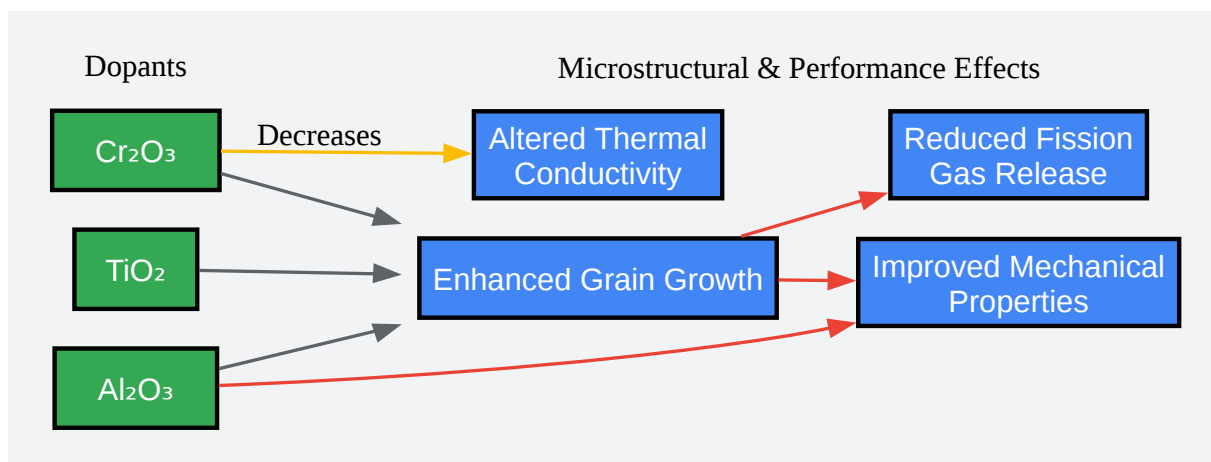 Dopants
Microstructural & Performance Effects
Cr₂O₃
Decreases
Altered Thermal
Conductivity
Reduced Fission
Gas Release
TiO₂
Enhanced Grain Growth
Improved Mechanical
Properties
Al₂O₃